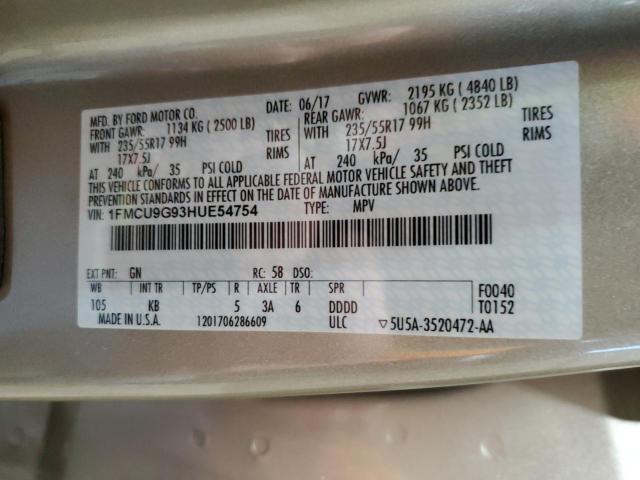 MFD. BY FORD MOTOR CO.
DATE: 06/17 GVWR: 2195 KG ( 4840 LB)
FRONT GAWR: 1134 KG ( 2500 LB) REAR GAWR: 1067 KG ( 2352 LB)
WITH 235/55R17 99H TIRES WITH 235/55R17 99H TIRES
17X7.5J RIMS 17X7.5J RIMS
AT 240 kPa/ 35 PSI COLD AT 240 kPa/ 35 PSI COLD
THIS VEHICLE CONFORMS TO ALL APPLICABLE FEDERAL MOTOR VEHICLE SAFETY AND THEFT
PREVENTION STANDARDS IN EFFECT ON THE DATE OF MANUFACTURE SHOWN ABOVE.
VIN: 1FMCU9G93HUE54754 TYPE: MPV
EXT PNT: GN RC: 58 DSO:
WB INT TR TP/PS R AXLE TR SPR F0040
105 KB 5 3A 6 DDDD T0152
MADE IN U.S.A. 1201706286609 ULC ▽5U5A-3520472-AA